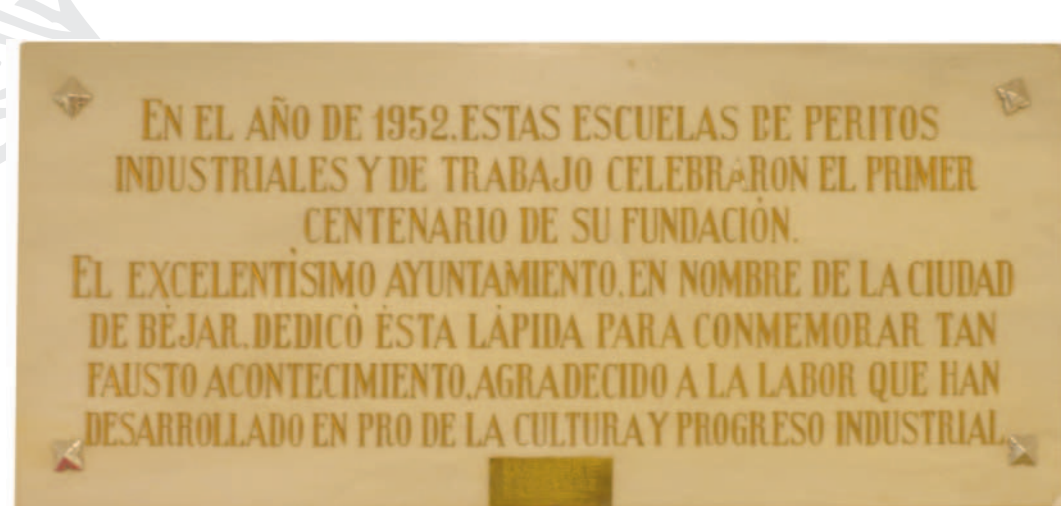 EN EL AÑO DE 1952.ESTAS ESCUELAS DE PERITOS
INDUSTRIALES Y DE TRABAJO CELEBRARON EL PRIMER
CENTENARIO DE SU FUNDACIÓN.
EL EXCELENTÍSIMO AYUNTAMIENTO.EN NOMBRE DE LA CIUDAD
DE BÉJAR.DEDICÓ ÉSTA LÁPIDA PARA CONMEMORAR TAN
FAUSTO ACONTECIMIENTO.AGRADECIDO A LA LABOR QUE HAN
DESARROLLADO EN PRO DE LA CULTURA Y PROGRESO INDUSTRIAL.